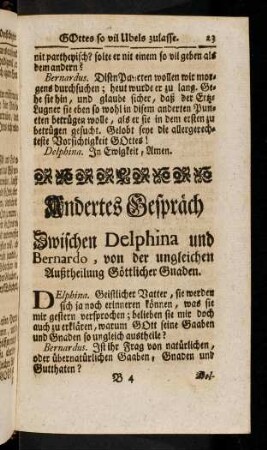 GOttes so vil Ubels zulasse. 23
nit partheyisch? solte er nit einem so vil geben als
dem andern?
Bernardus. Disen Puncten wollen wir mor-
gens durchsuchen; heut wurde er zu lang. Ge-
he sie hin, und glaube sicher, daß der Ertz-
Lugner sie eben so wohl in disem anderten Pun-
cten betrügen wolle, als er sie in dem ersten zu
betrügen gesucht. Gelobt seye die allergerech-
teste Vorsichtigkeit GOttes!
Delphina. In Ewigkeit, Amen.
Andertes Gespräch
Zwischen Delphina und
Bernardo, von der ungleichen
Außtheilung Göttlicher Gnaden.
DElphina. Geistlicher Vatter, sie werden
sich ja noch erinneren können, was sie
mir gestern versprochen; belieben sie mir doch
auch zu erklären, warum GOtt seine Gaaben
und Gnaden so ungleich austheile?
Bernardus. Ist ihr Frag von natürlichen,
oder übernatürlichen Gaaben, Gnaden und
Gutthaten?
B 4 Del-